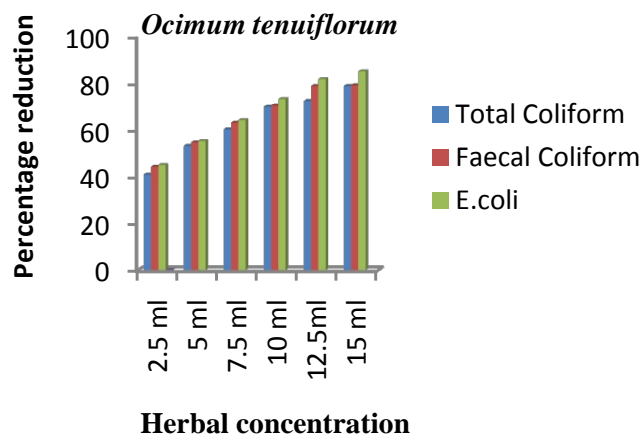 Ocimum tenuiflorum
Percentage reduction
100
80
60
40
20
0
2.5 ml
5 ml
7.5 ml
10 ml
12.5ml
15 ml
Herbal concentration
Total Coliform
Faecal Coliform
E.coli